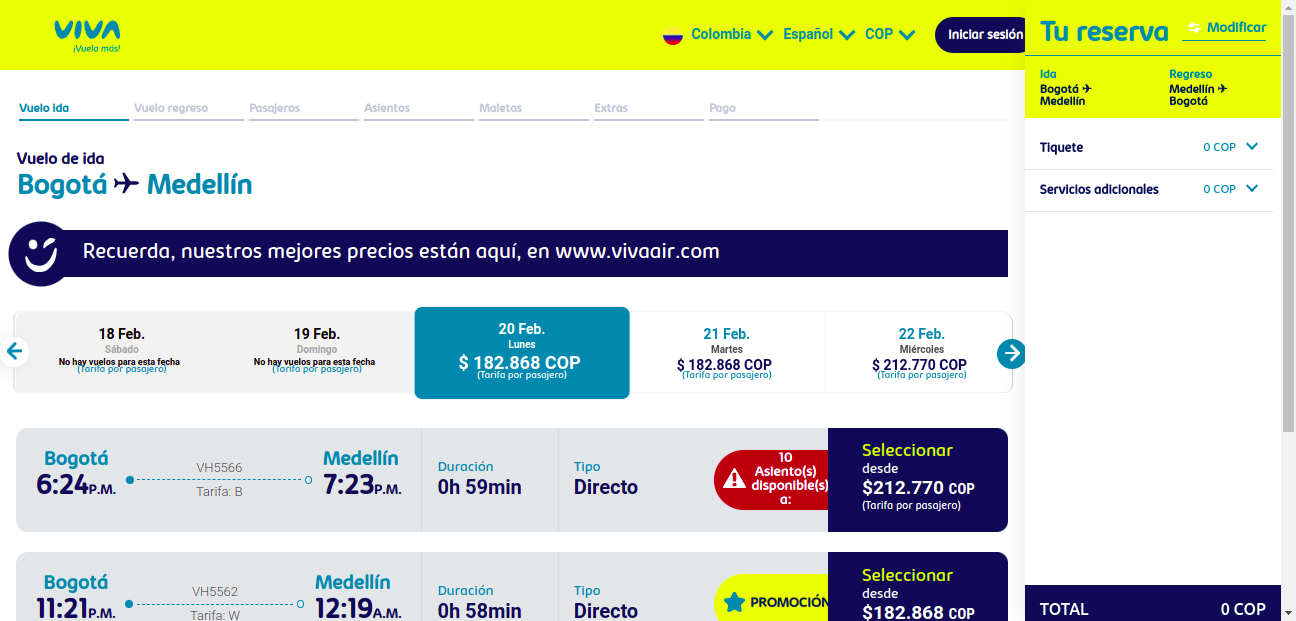 VIVA
¡Vuela más!
Colombia
Español
COP
Iniciar sesión
Tu reserva
Modificar
Ida
Bogotá ✈
Medellín
Regreso
Medellín ✈
Bogotá
Tiquete
0 COP
Servicios adicionales
0 COP
Vuelo ida
Vuelo regreso
Pasajeros
Asientos
Maletas
Extras
Pago
Vuelo de ida
Bogotá ✈ Medellín
Recuerda, nuestros mejores precios están aquí, en www.vivaair.com
18 Feb.
Sábado
No hay vuelos para esta fecha
(Tarifa por pasajero)
19 Feb.
Domingo
No hay vuelos para esta fecha
(Tarifa por pasajero)
20 Feb.
Lunes
$ 182.868 COP
(Tarifa por pasajero)
21 Feb.
Martes
$ 182.868 COP
(Tarifa por pasajero)
22 Feb.
Miércoles
$ 212.770 COP
(Tarifa por pasajero)
Bogotá
6:24P.M.
VH5566
Tarifa: B
Medellín
7:23P.M.
Duración
0h 59min
Tipo
Directo
10
Asiento(s)
disponible(s)
a:
Seleccionar
desde
$212.770 COP
(Tarifa por pasajero)
Bogotá
11:21P.M.
VH5562
Tarifa: W
Medellín
12:19A.M.
Duración
0h 58min
Tipo
Directo
PROMOCIÓN
Seleccionar
desde
$182.868 COP
TOTAL
0 COP